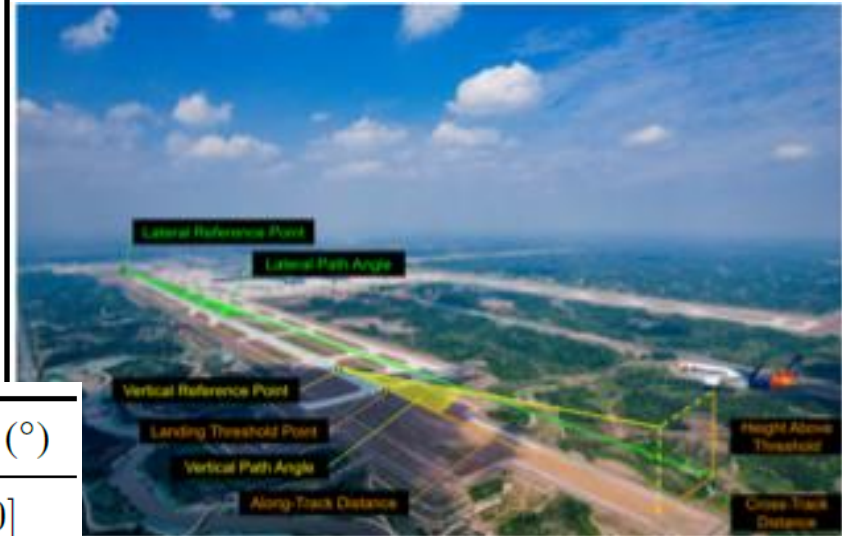 Lateral Reference Point
Lateral Path Angle
Vertical Reference Point
Landing Threshold Point
Vertical Path Angle
Along-Track Distance
Height Above
Threshold
Cross-Track
Distance
(°)
0]